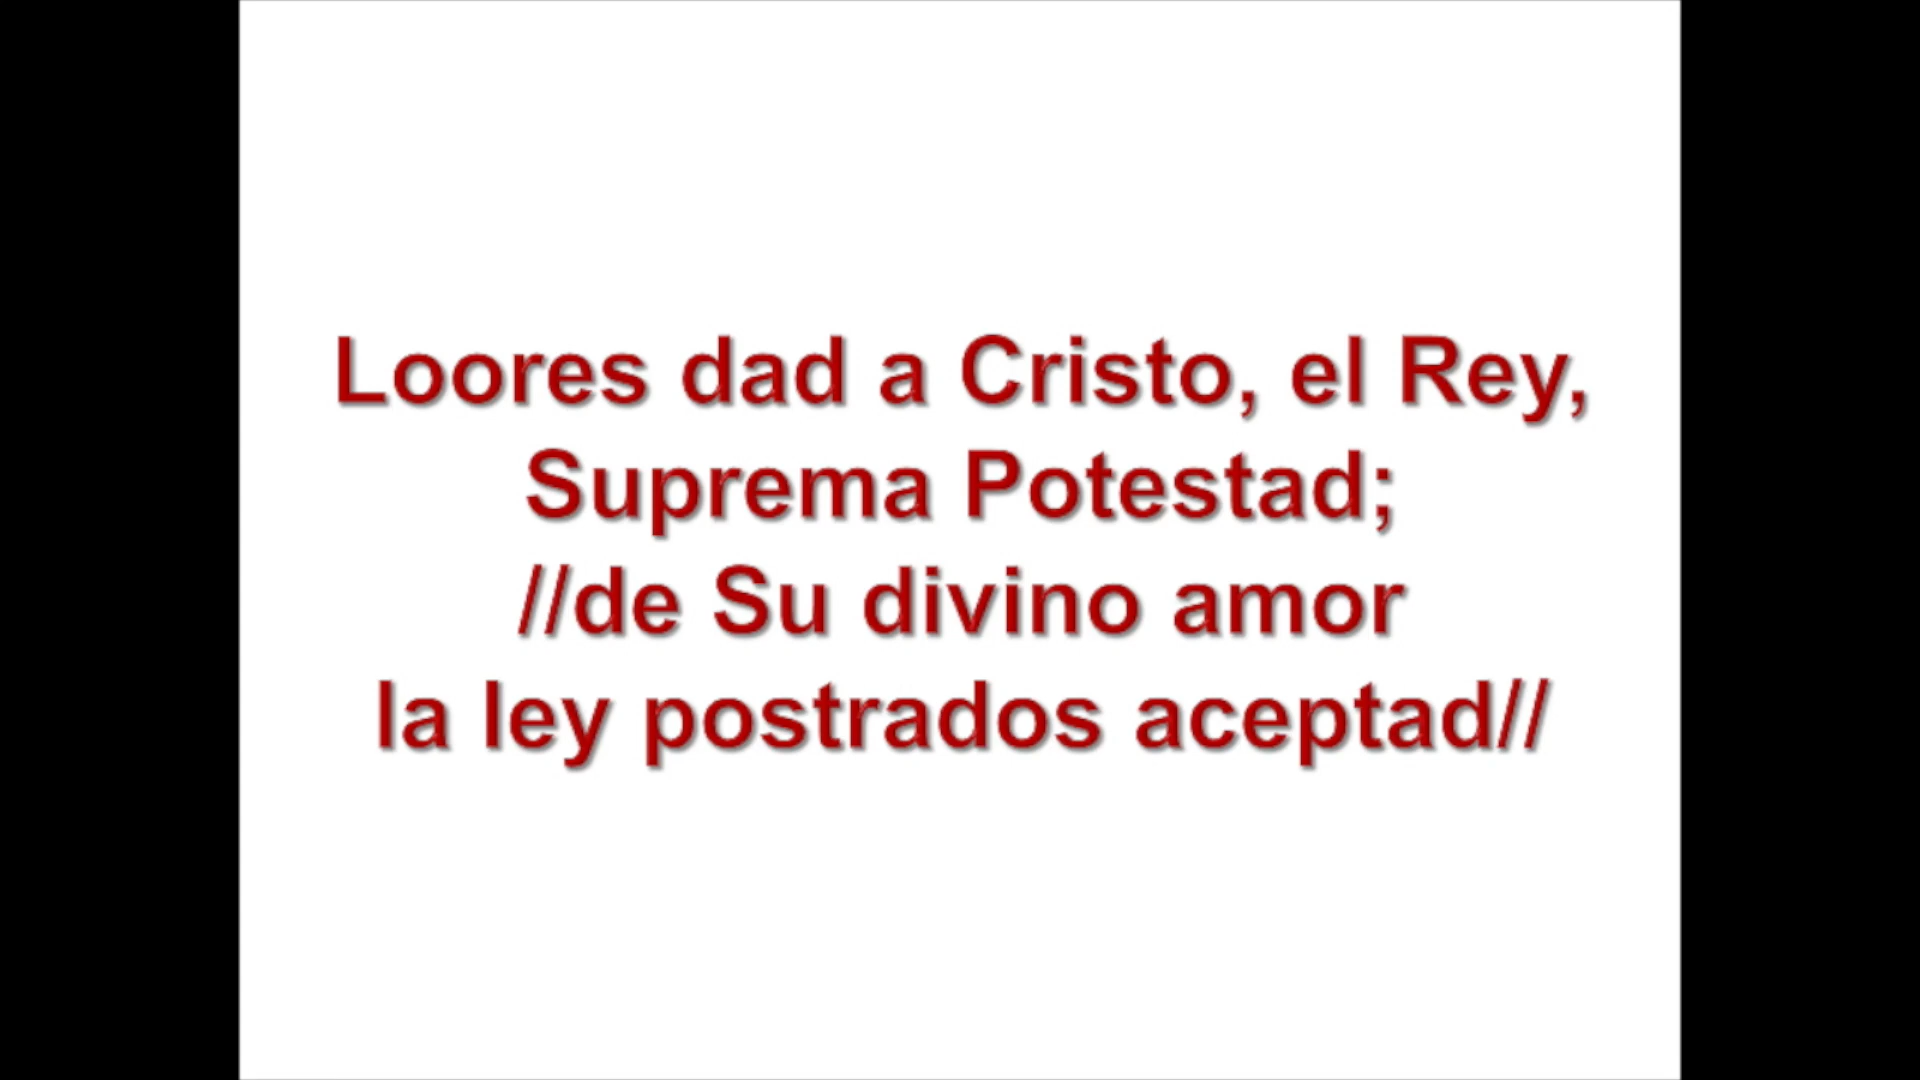 Loores dad a Cristo, el Rey,
Suprema Potestad;
//de Su divino amor
la ley postrados aceptad//